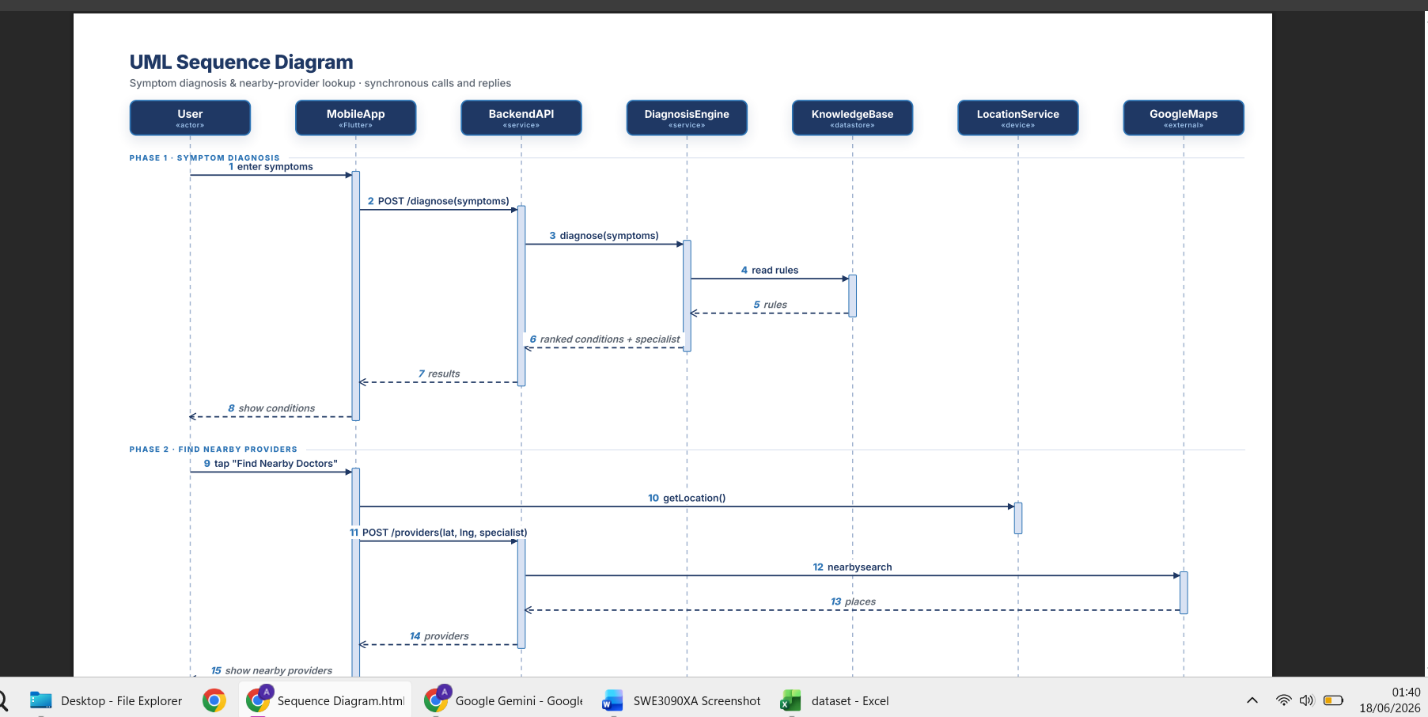 UML Sequence Diagram
Symptom diagnosis & nearby-provider lookup · synchronous calls and replies
User
«actor»
MobileApp
«Flutter»
BackendAPI
«service»
DiagnosisEngine
«service»
KnowledgeBase
«datastore»
LocationService
«device»
GoogleMaps
«external»
PHASE 1 · SYMPTOM DIAGNOSIS
1 enter symptoms
2 POST /diagnose(symptoms)
3 diagnose(symptoms)
4 read rules
5 rules
6 ranked conditions + specialist
7 results
8 show conditions
PHASE 2 · FIND NEARBY PROVIDERS
9 tap "Find Nearby Doctors"
10 getLocation()
11 POST /providers(lat, lng, specialist)
12 nearbysearch
13 places
14 providers
15 show nearby providers
Desktop - File Explorer
A
Sequence Diagram.html
A
Google Gemini - Google
SWE3090XA Screenshot
dataset - Excel
01:40
18/06/2026